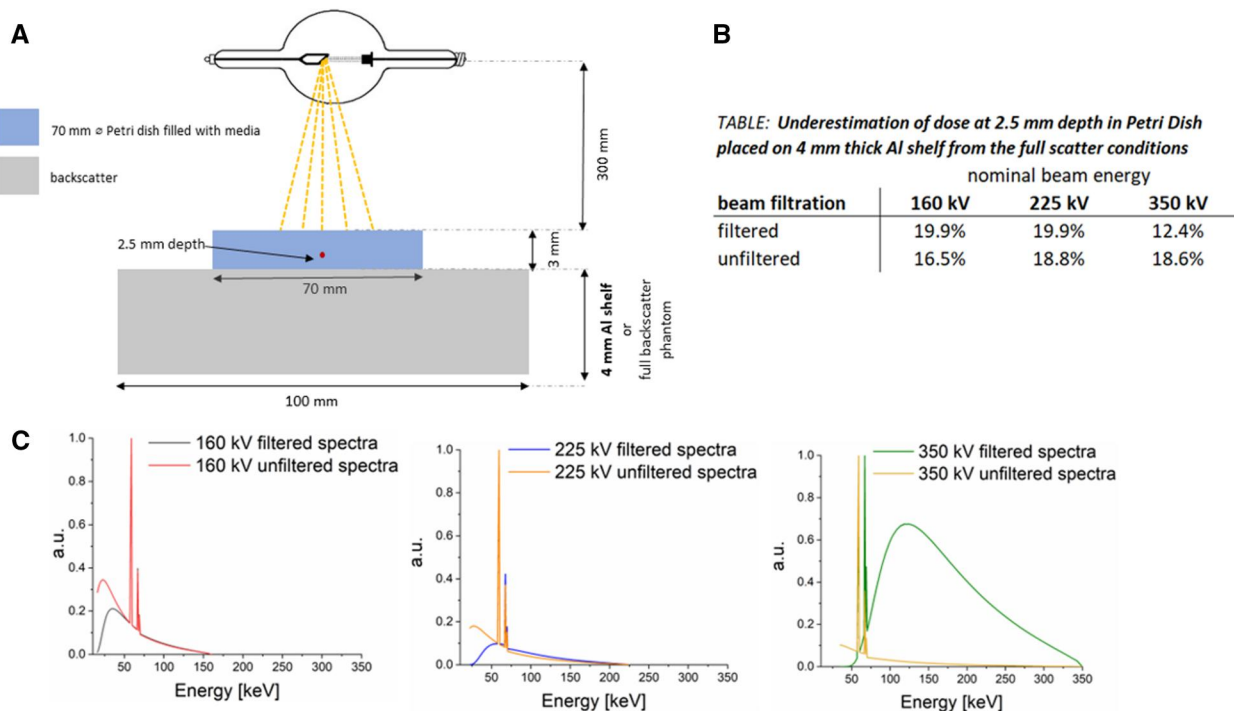 A
70 mm ⌀ Petri dish filled with media
backscatter
300 mm
2.5 mm depth
3 mm
70 mm
4 mm Al shelf
or
full backscatter
phantom
100 mm
B
TABLE: Underestimation of dose at 2.5 mm depth in Petri Dish
placed on 4 mm thick Al shelf from the full scatter conditions
nominal beam energy
beam filtration 160 kV 225 kV 350 kV
filtered 19.9% 19.9% 12.4%
unfiltered 16.5% 18.8% 18.6%
C
160 kV filtered spectra
160 kV unfiltered spectra
a.u.
1.0
0.8
0.6
0.4
0.2
0.0
50 100 150 200 250 300 350
Energy [keV]
225 kV filtered spectra
225 kV unfiltered spectra
a.u.
1.0
0.8
0.6
0.4
0.2
0.0
50 100 150 200 250 300 350
Energy [keV]
350 kV filtered spectra
350 kV unfiltered spectra
a.u.
1.0
0.8
0.6
0.4
0.2
0.0
50 100 150 200 250 300 350
Energy [keV]